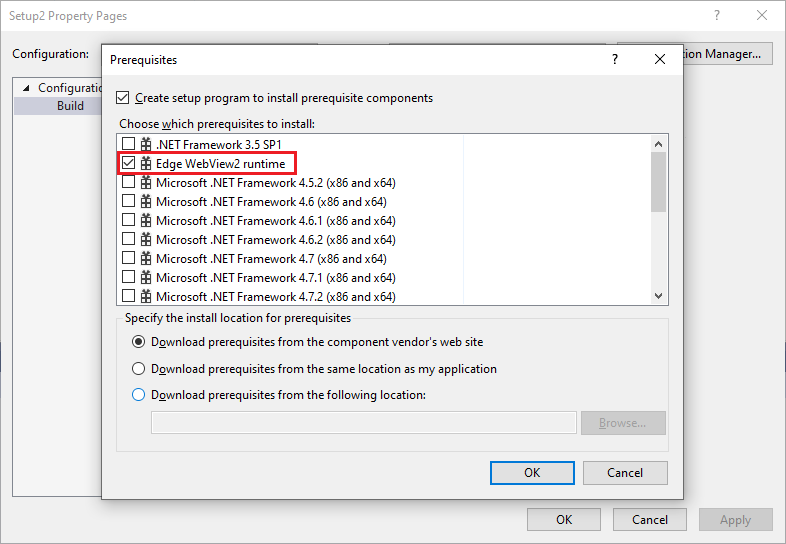 Setup2 Property Pages
?
Configuration:
ion Manager...
Configuratio
Build
Prerequisites
?
Create setup program to install prerequisite components
Choose which prerequisites to install:
.NET Framework 3.5 SP1
Edge WebView2 runtime
Microsoft .NET Framework 4.5.2 (x86 and x64)
Microsoft .NET Framework 4.6 (x86 and x64)
Microsoft .NET Framework 4.6.1 (x86 and x64)
Microsoft .NET Framework 4.6.2 (x86 and x64)
Microsoft .NET Framework 4.7 (x86 and x64)
Microsoft .NET Framework 4.7.1 (x86 and x64)
Microsoft .NET Framework 4.7.2 (x86 and x64)
Specify the install location for prerequisites
Download prerequisites from the component vendor's web site
Download prerequisites from the same location as my application
Download prerequisites from the following location:
Browse...
OK
Cancel
OK
Cancel
Apply